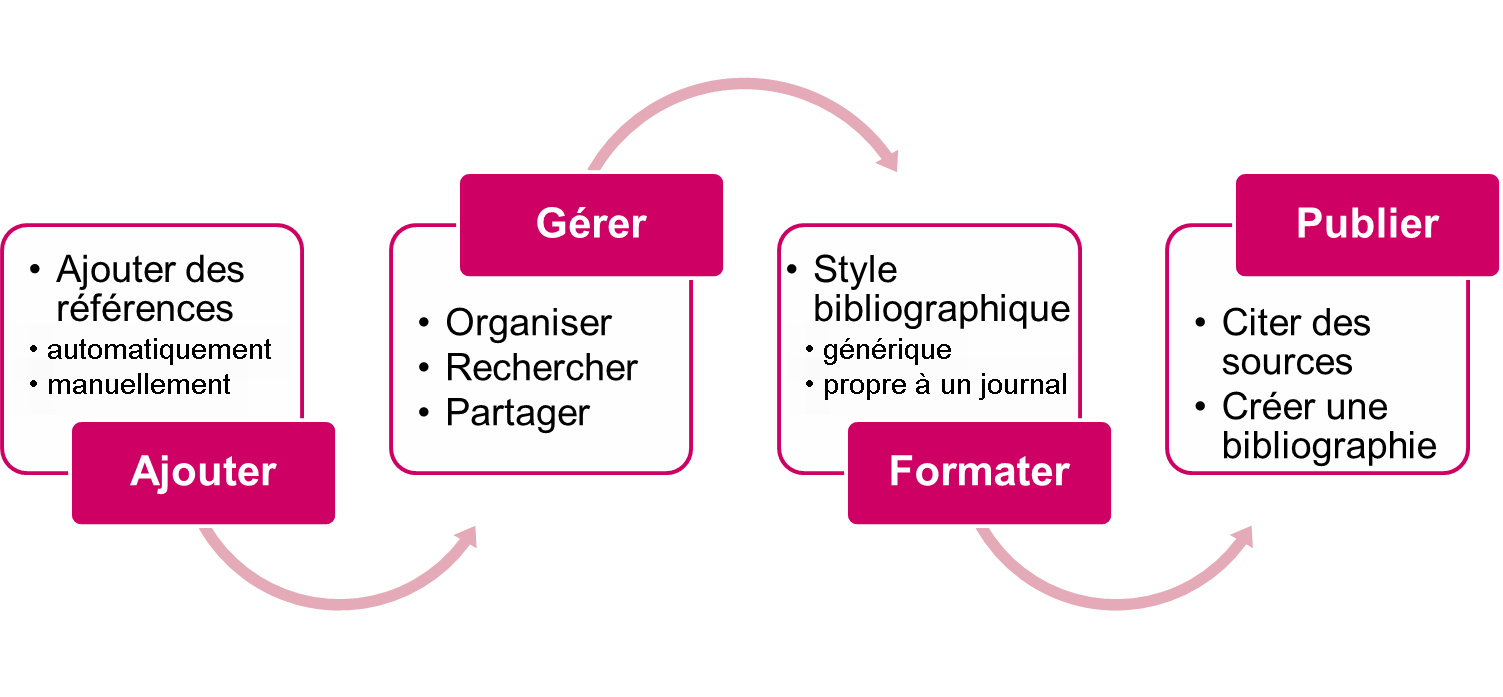 • Ajouter des
références
• automatiquement
• manuellement
Ajouter
Gérer
• Organiser
• Rechercher
• Partager
• Style
bibliographique
• générique
• propre à un journal
Formater
Publier
• Citer des
sources
• Créer une
bibliographie